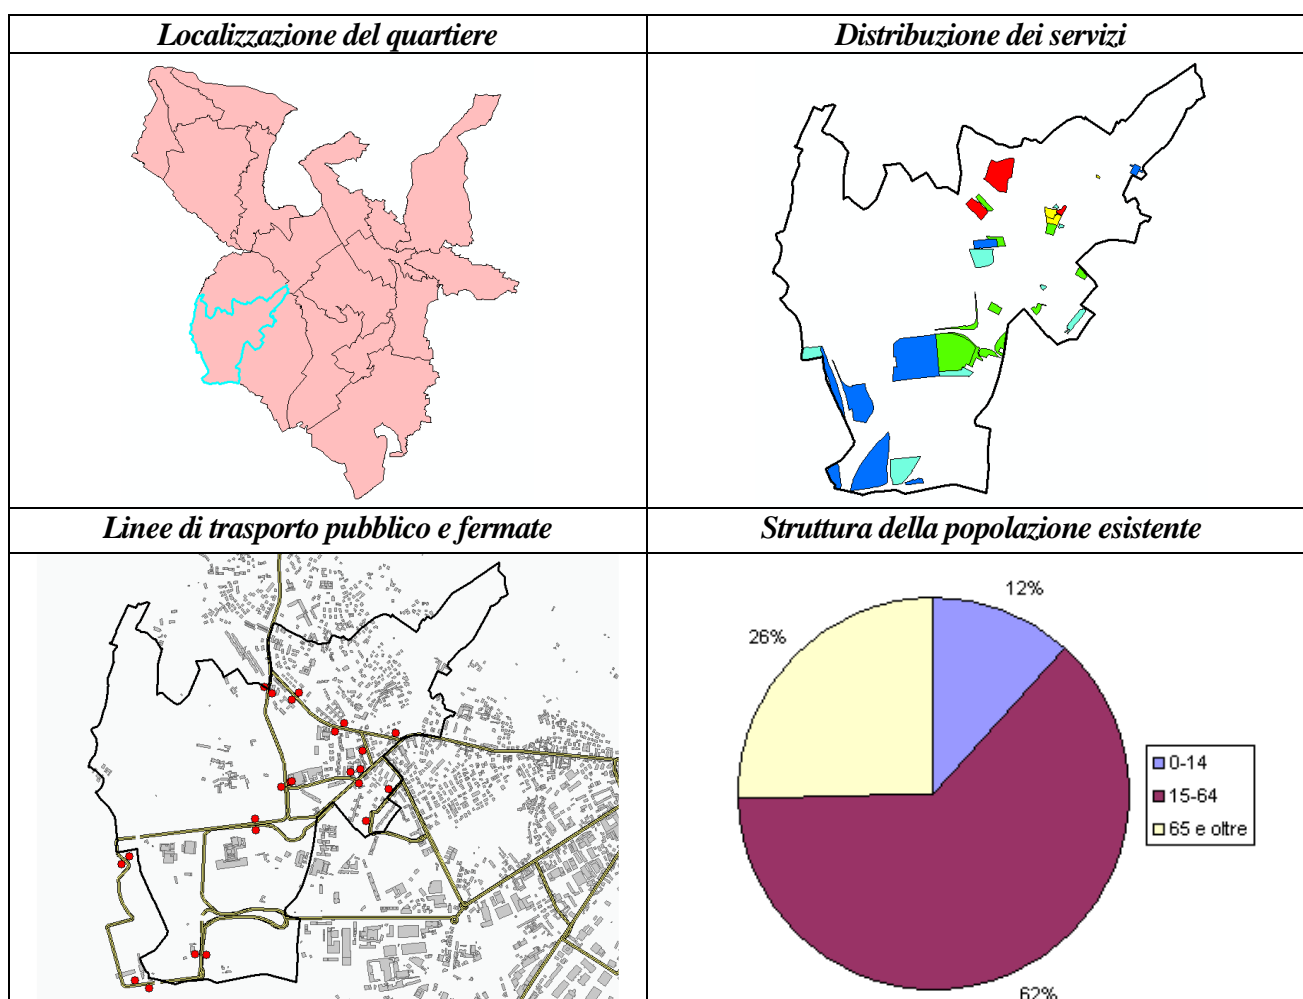 Localizzazione del quartiere
Distribuzione dei servizi
Linee di trasporto pubblico e fermate
Struttura della popolazione esistente
12%
26%
0-14
15-64
65 e oltre
62%